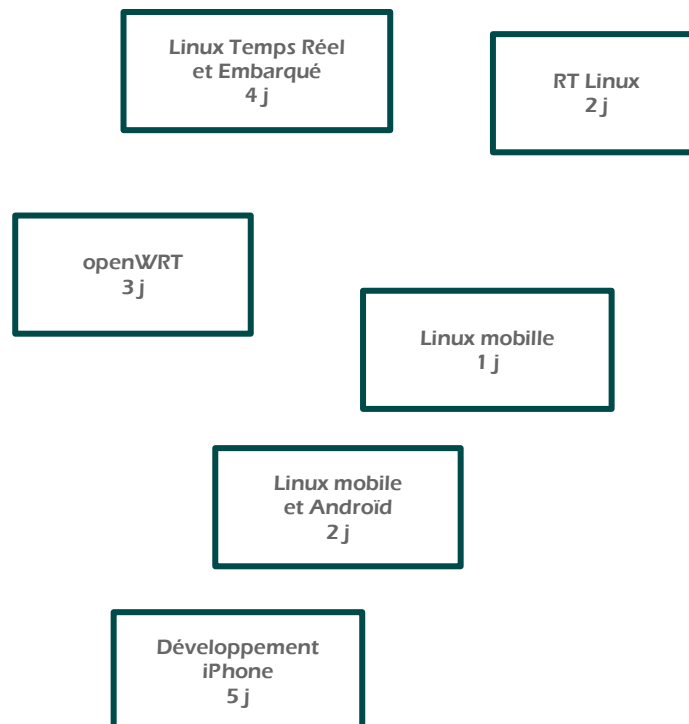 Linux Temps Réel
et Embarqué
4 j
RT Linux
2 j
openWRT
3 j
Linux mobille
1 j
Linux mobile
et Androïd
2 j
Développement
iPhone
5 j